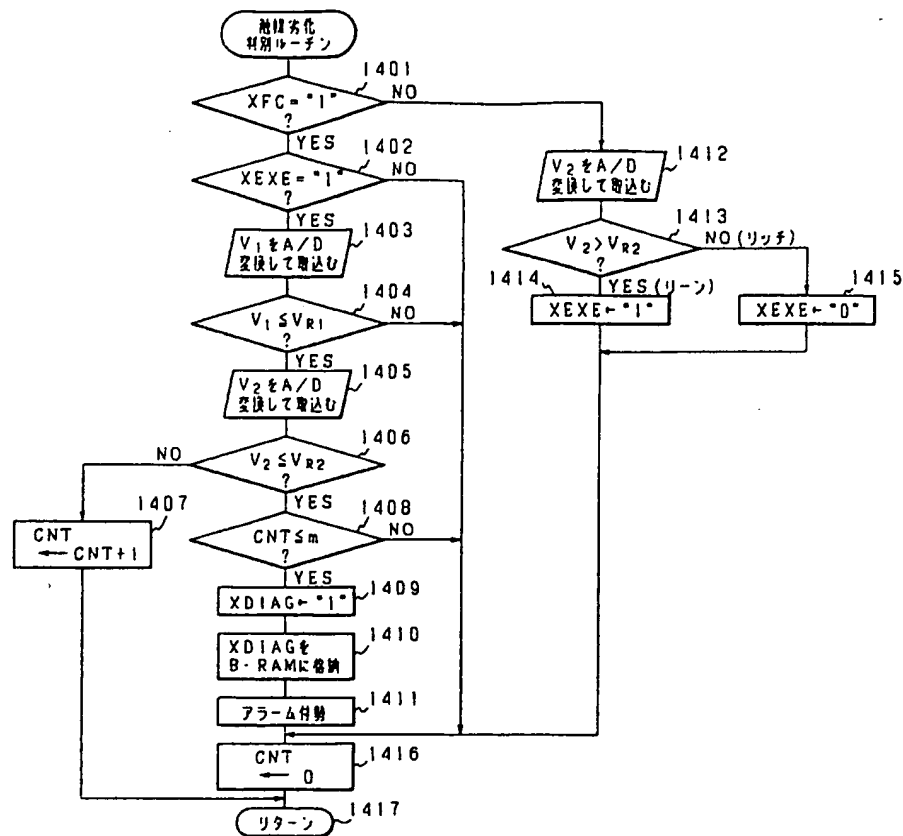 触媒劣化
判別ルーチン
1401
XFC="1"
?
NO
YES
1402
XEXE="1"
?
NO
YES
1403
V1をA/D
変換して取込む
1404
V1≦VR1
?
NO
YES
1405
V2をA/D
変換して取込む
1406
V2≦VR2
?
NO
YES
1407
CNT
← CNT+1
1408
CNT≦m
?
NO
YES
1409
XDIAG←"1"
1410
XDIAGを
B・RAMに格納
1411
アラーム付勢
1412
V2をA/D
変換して取込む
1413
V2>VR2
?
NO(リッチ)
YES(リーン)
1414
XEXE←"1"
1415
XEXE←"0"
1416
CNT
← 0
リターン
1417